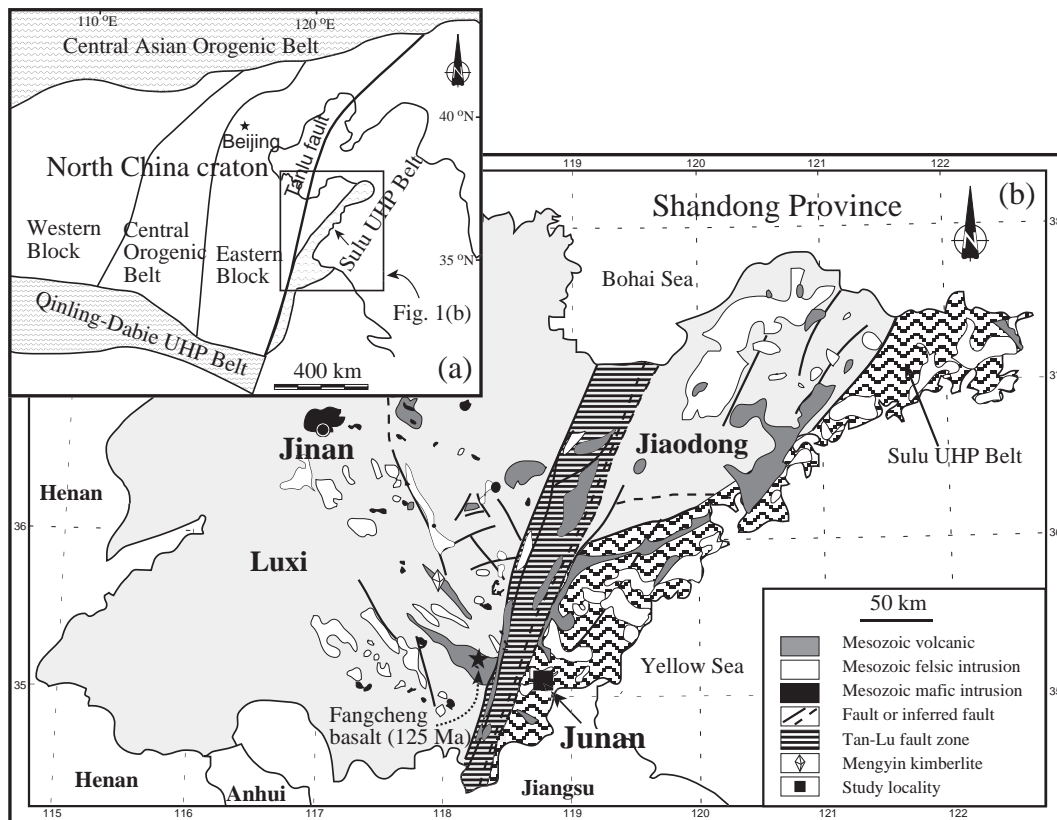 110 °E
120 °E
Central Asian Orogenic Belt
N
40 °N
Beijing
Tanlu fault
North China craton
Sulu UHP Belt
Western
Block
Central
Orogenic
Belt
Eastern
Block
35 °N
Qinling-Dabie UHP Belt
Fig. 1(b)
400 km
(a)
119
120
121
122
(b)
Shandong Province
N
Bohai Sea
37
Jinan
Jiaodong
Sulu UHP Belt
Henan
36
36
Luxi
Yellow Sea
35
Fangcheng
basalt (125 Ma)
Junan
Henan
Anhui
Jiangsu
50 km
Mesozoic volcanic
Mesozoic felsic intrusion
Mesozoic mafic intrusion
Fault or inferred fault
Tan-Lu fault zone
Mengyin kimberlite
Study locality
115
116
117
118
119
120
121
122